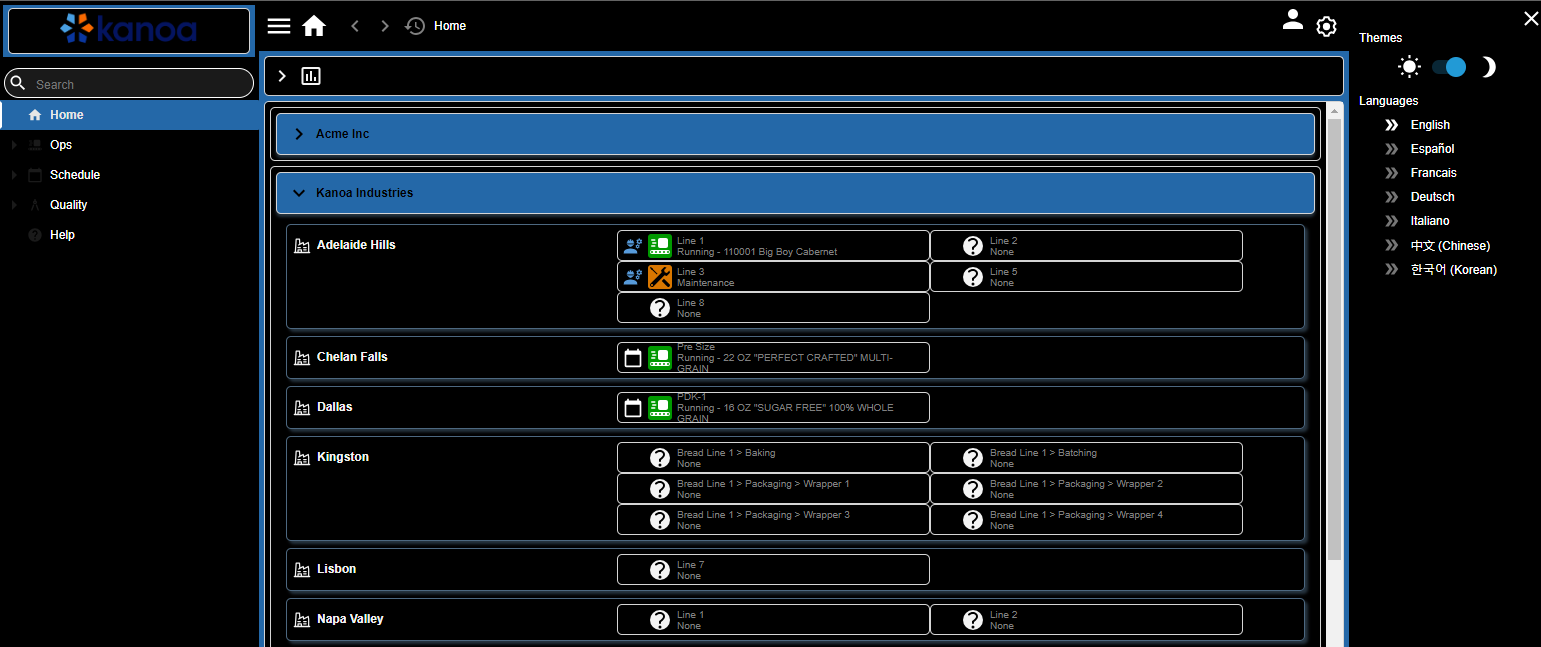 kanoa
Home
Search
Home
Ops
Schedule
Quality
Help
Acme Inc
Kanoa Industries
Adelaide Hills
Line 1
Running - 110001 Big Boy Cabernet
Line 2
None
Line 3
Maintenance
Line 5
None
Line 8
None
Chelan Falls
Pre Size
Running - 22 OZ "PERFECT CRAFTED" MULTI-
GRAIN
Dallas
PDK-1
Running - 16 OZ "SUGAR FREE" 100% WHOLE
GRAIN
Kingston
Bread Line 1 > Baking
None
Bread Line 1 > Batching
None
Bread Line 1 > Packaging > Wrapper 1
None
Bread Line 1 > Packaging > Wrapper 2
None
Bread Line 1 > Packaging > Wrapper 3
None
Bread Line 1 > Packaging > Wrapper 4
None
Lisbon
Line 7
None
Napa Valley
Line 1
None
Line 2
None
Themes
Languages
English
Español
Francais
Deutsch
Italiano
中文 (Chinese)
한국어 (Korean)